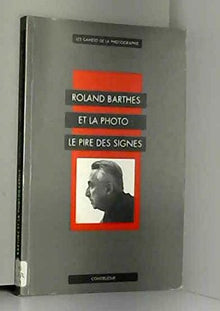 LES CAHIERS DE LA PHOTOGRAPHIE
ROLAND BARTHES
ET LA PHOTO
LE PIRE DES SIGNES
CONTREJOUR